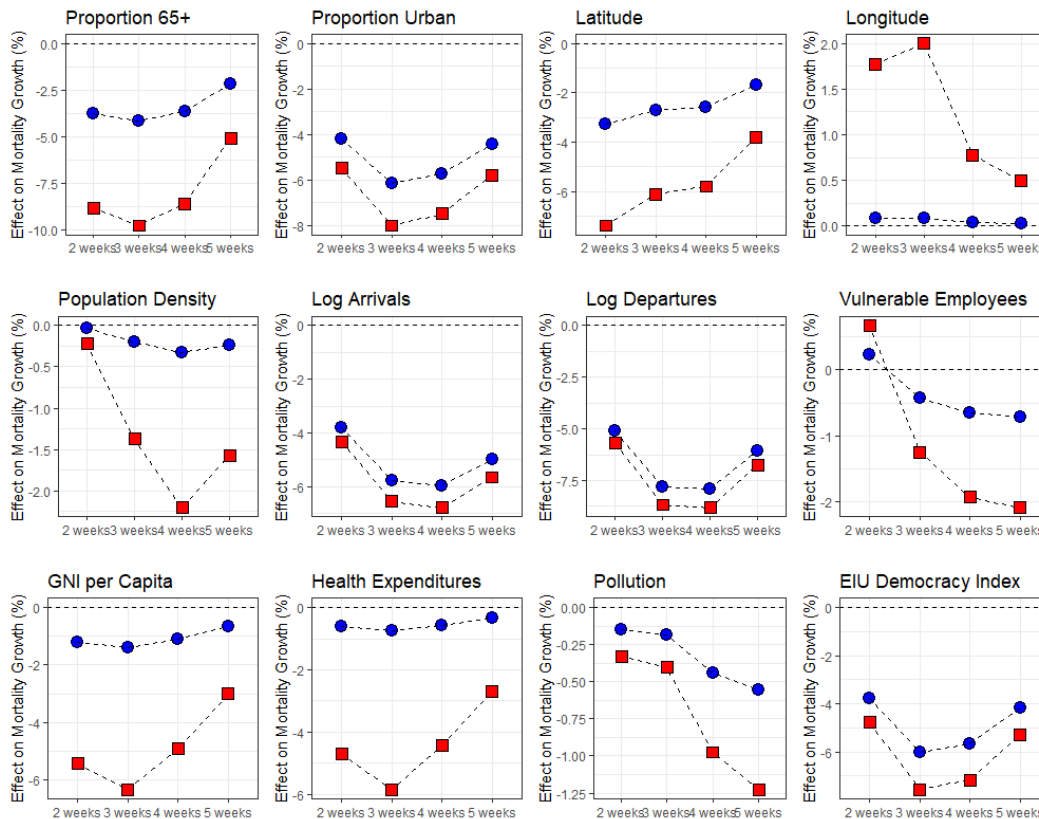 Proportion 65+
Effect on Mortality Growth (%)
0.0
-2.5
-5.0
-7.5
-10.0
2 weeks 3 weeks 4 weeks 5 weeks
Proportion Urban
Effect on Mortality Growth (%)
0
-2
-4
-6
-8
2 weeks 3 weeks 4 weeks 5 weeks
Latitude
Effect on Mortality Growth (%)
0
-2
-4
-6
2 weeks 3 weeks 4 weeks 5 weeks
Longitude
Effect on Mortality Growth (%)
2.0
1.5
1.0
0.5
0.0
2 weeks 3 weeks 4 weeks 5 weeks
Population Density
Effect on Mortality Growth (%)
0.0
-0.5
-1.0
-1.5
-2.0
2 weeks 3 weeks 4 weeks 5 weeks
Log Arrivals
Effect on Mortality Growth (%)
0
-2
-4
-6
2 weeks 3 weeks 4 weeks 5 weeks
Log Departures
Effect on Mortality Growth (%)
0.0
-2.5
-5.0
-7.5
2 weeks 3 weeks 4 weeks 5 weeks
Vulnerable Employees
Effect on Mortality Growth (%)
0
-1
-2
2 weeks 3 weeks 4 weeks 5 weeks
GNI per Capita
Effect on Mortality Growth (%)
0
-2
-4
-6
2 weeks 3 weeks 4 weeks 5 weeks
Health Expenditures
Effect on Mortality Growth (%)
0
-2
-4
-6
2 weeks 3 weeks 4 weeks 5 weeks
Pollution
Effect on Mortality Growth (%)
0.00
-0.25
-0.50
-0.75
-1.00
-1.25
2 weeks 3 weeks 4 weeks 5 weeks
EIU Democracy Index
Effect on Mortality Growth (%)
0
-2
-4
-6
2 weeks 3 weeks 4 weeks 5 weeks